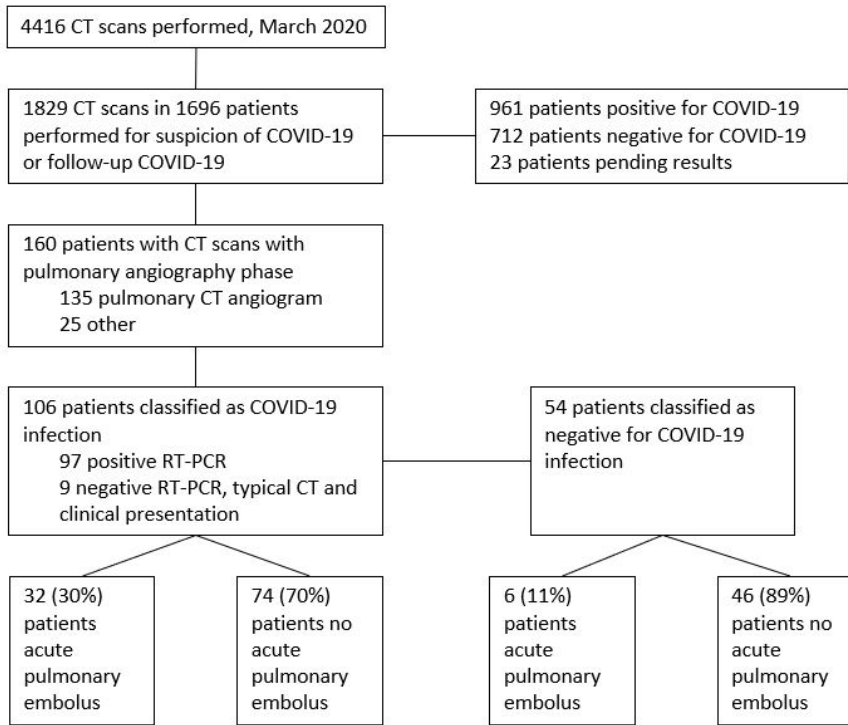 4416 CT scans performed, March 2020
1829 CT scans in 1696 patients
performed for suspicion of COVID-19
or follow-up COVID-19
961 patients positive for COVID-19
712 patients negative for COVID-19
23 patients pending results
160 patients with CT scans with
pulmonary angiography phase
135 pulmonary CT angiogram
25 other
106 patients classified as COVID-19
infection
97 positive RT-PCR
9 negative RT-PCR, typical CT and
clinical presentation
54 patients classified as
negative for COVID-19
infection
32 (30%)
patients
acute
pulmonary
embolus
74 (70%)
patients no
acute
pulmonary
embolus
6 (11%)
patients
acute
pulmonary
embolus
46 (89%)
patients no
acute
pulmonary
embolus